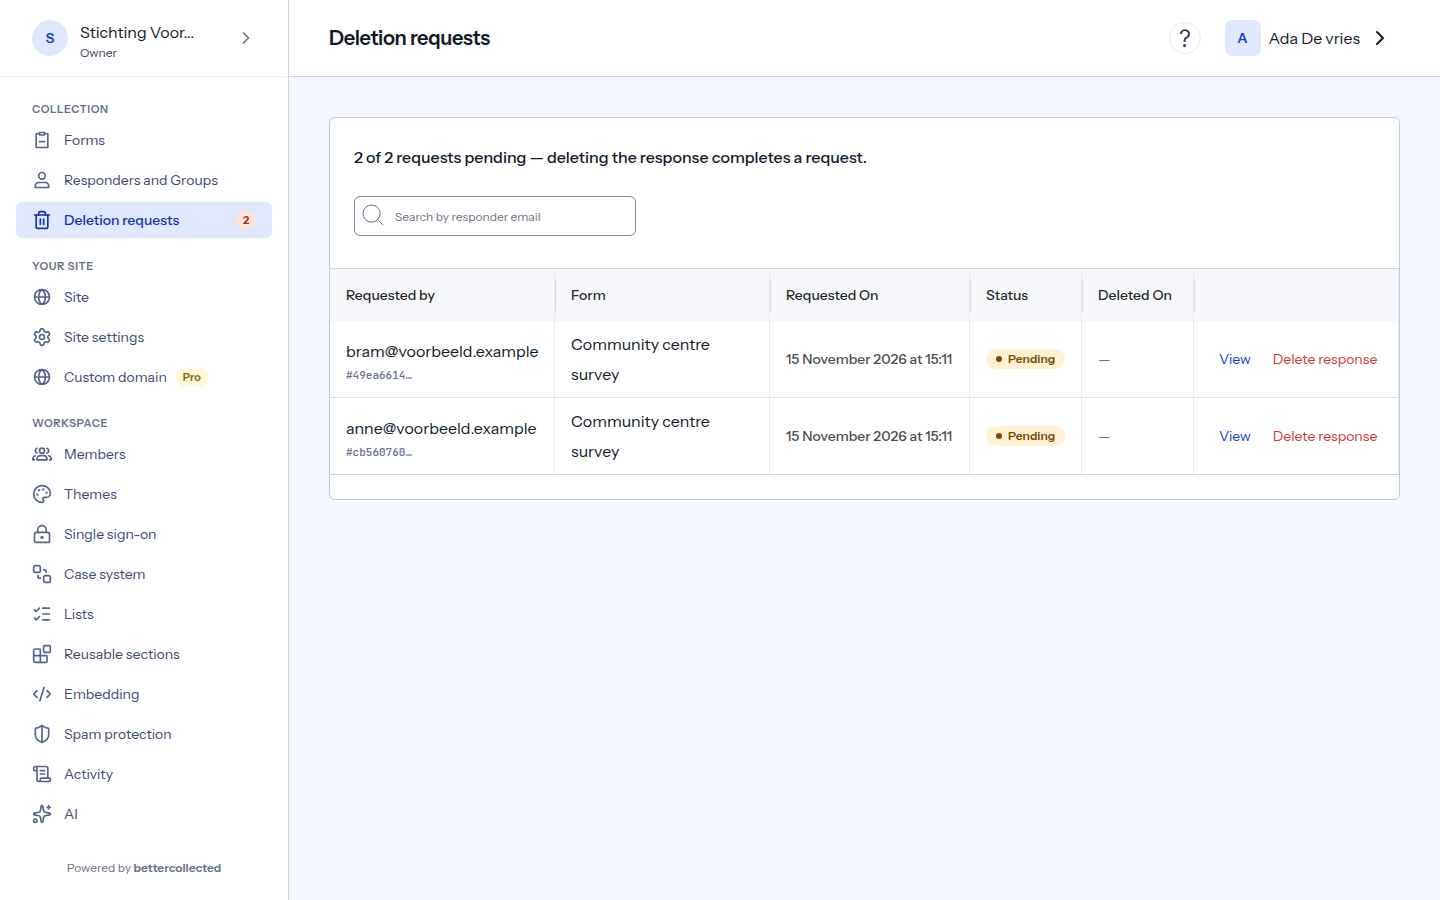 S
Stichting Voor...
Owner
Deletion requests
?
A
Ada De vries
COLLECTION
Forms
Responders and Groups
Deletion requests
2
YOUR SITE
Site
Site settings
Custom domain
Pro
WORKSPACE
Members
Themes
Single sign-on
Case system
Lists
Reusable sections
Embedding
Spam protection
Activity
AI
Powered by bettercollected
2 of 2 requests pending — deleting the response completes a request.
Search by responder email
Requested by
Form
Requested On
Status
Deleted On
bram@voorbeeld.example
#49ea6614…
Community centre
survey
15 November 2026 at 15:11
Pending
—
View
Delete response
anne@voorbeeld.example
#cb560760…
Community centre
survey
15 November 2026 at 15:11
Pending
—
View
Delete response